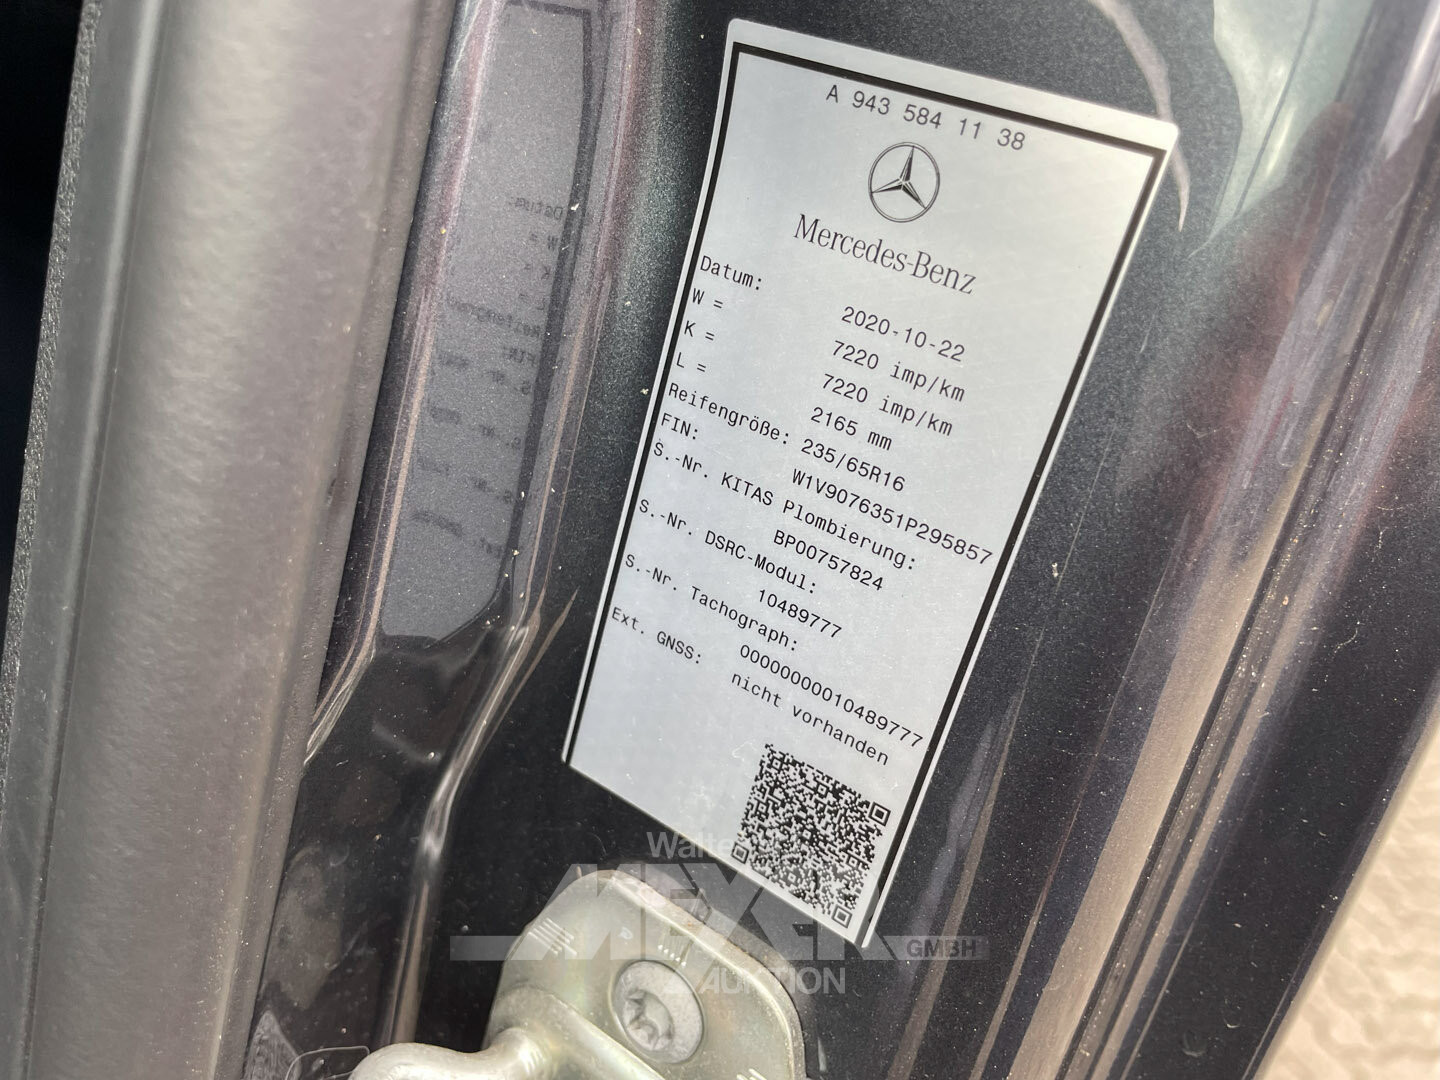 A 943 584 11 38
Mercedes-Benz
Datum: 2020-10-22
W = 7220 imp/km
K = 7220 imp/km
L = 2165 mm
Reifengröße: 235/65R16
FIN: W1V9076351P295857
S.-Nr. KITAS Plombierung:
BP00757824
S.-Nr. DSRC-Modul:
10489777
S.-Nr. Tachograph:
0000000010489777
Ext. GNSS: nicht vorhanden
MEXER GMBH
AUKTION